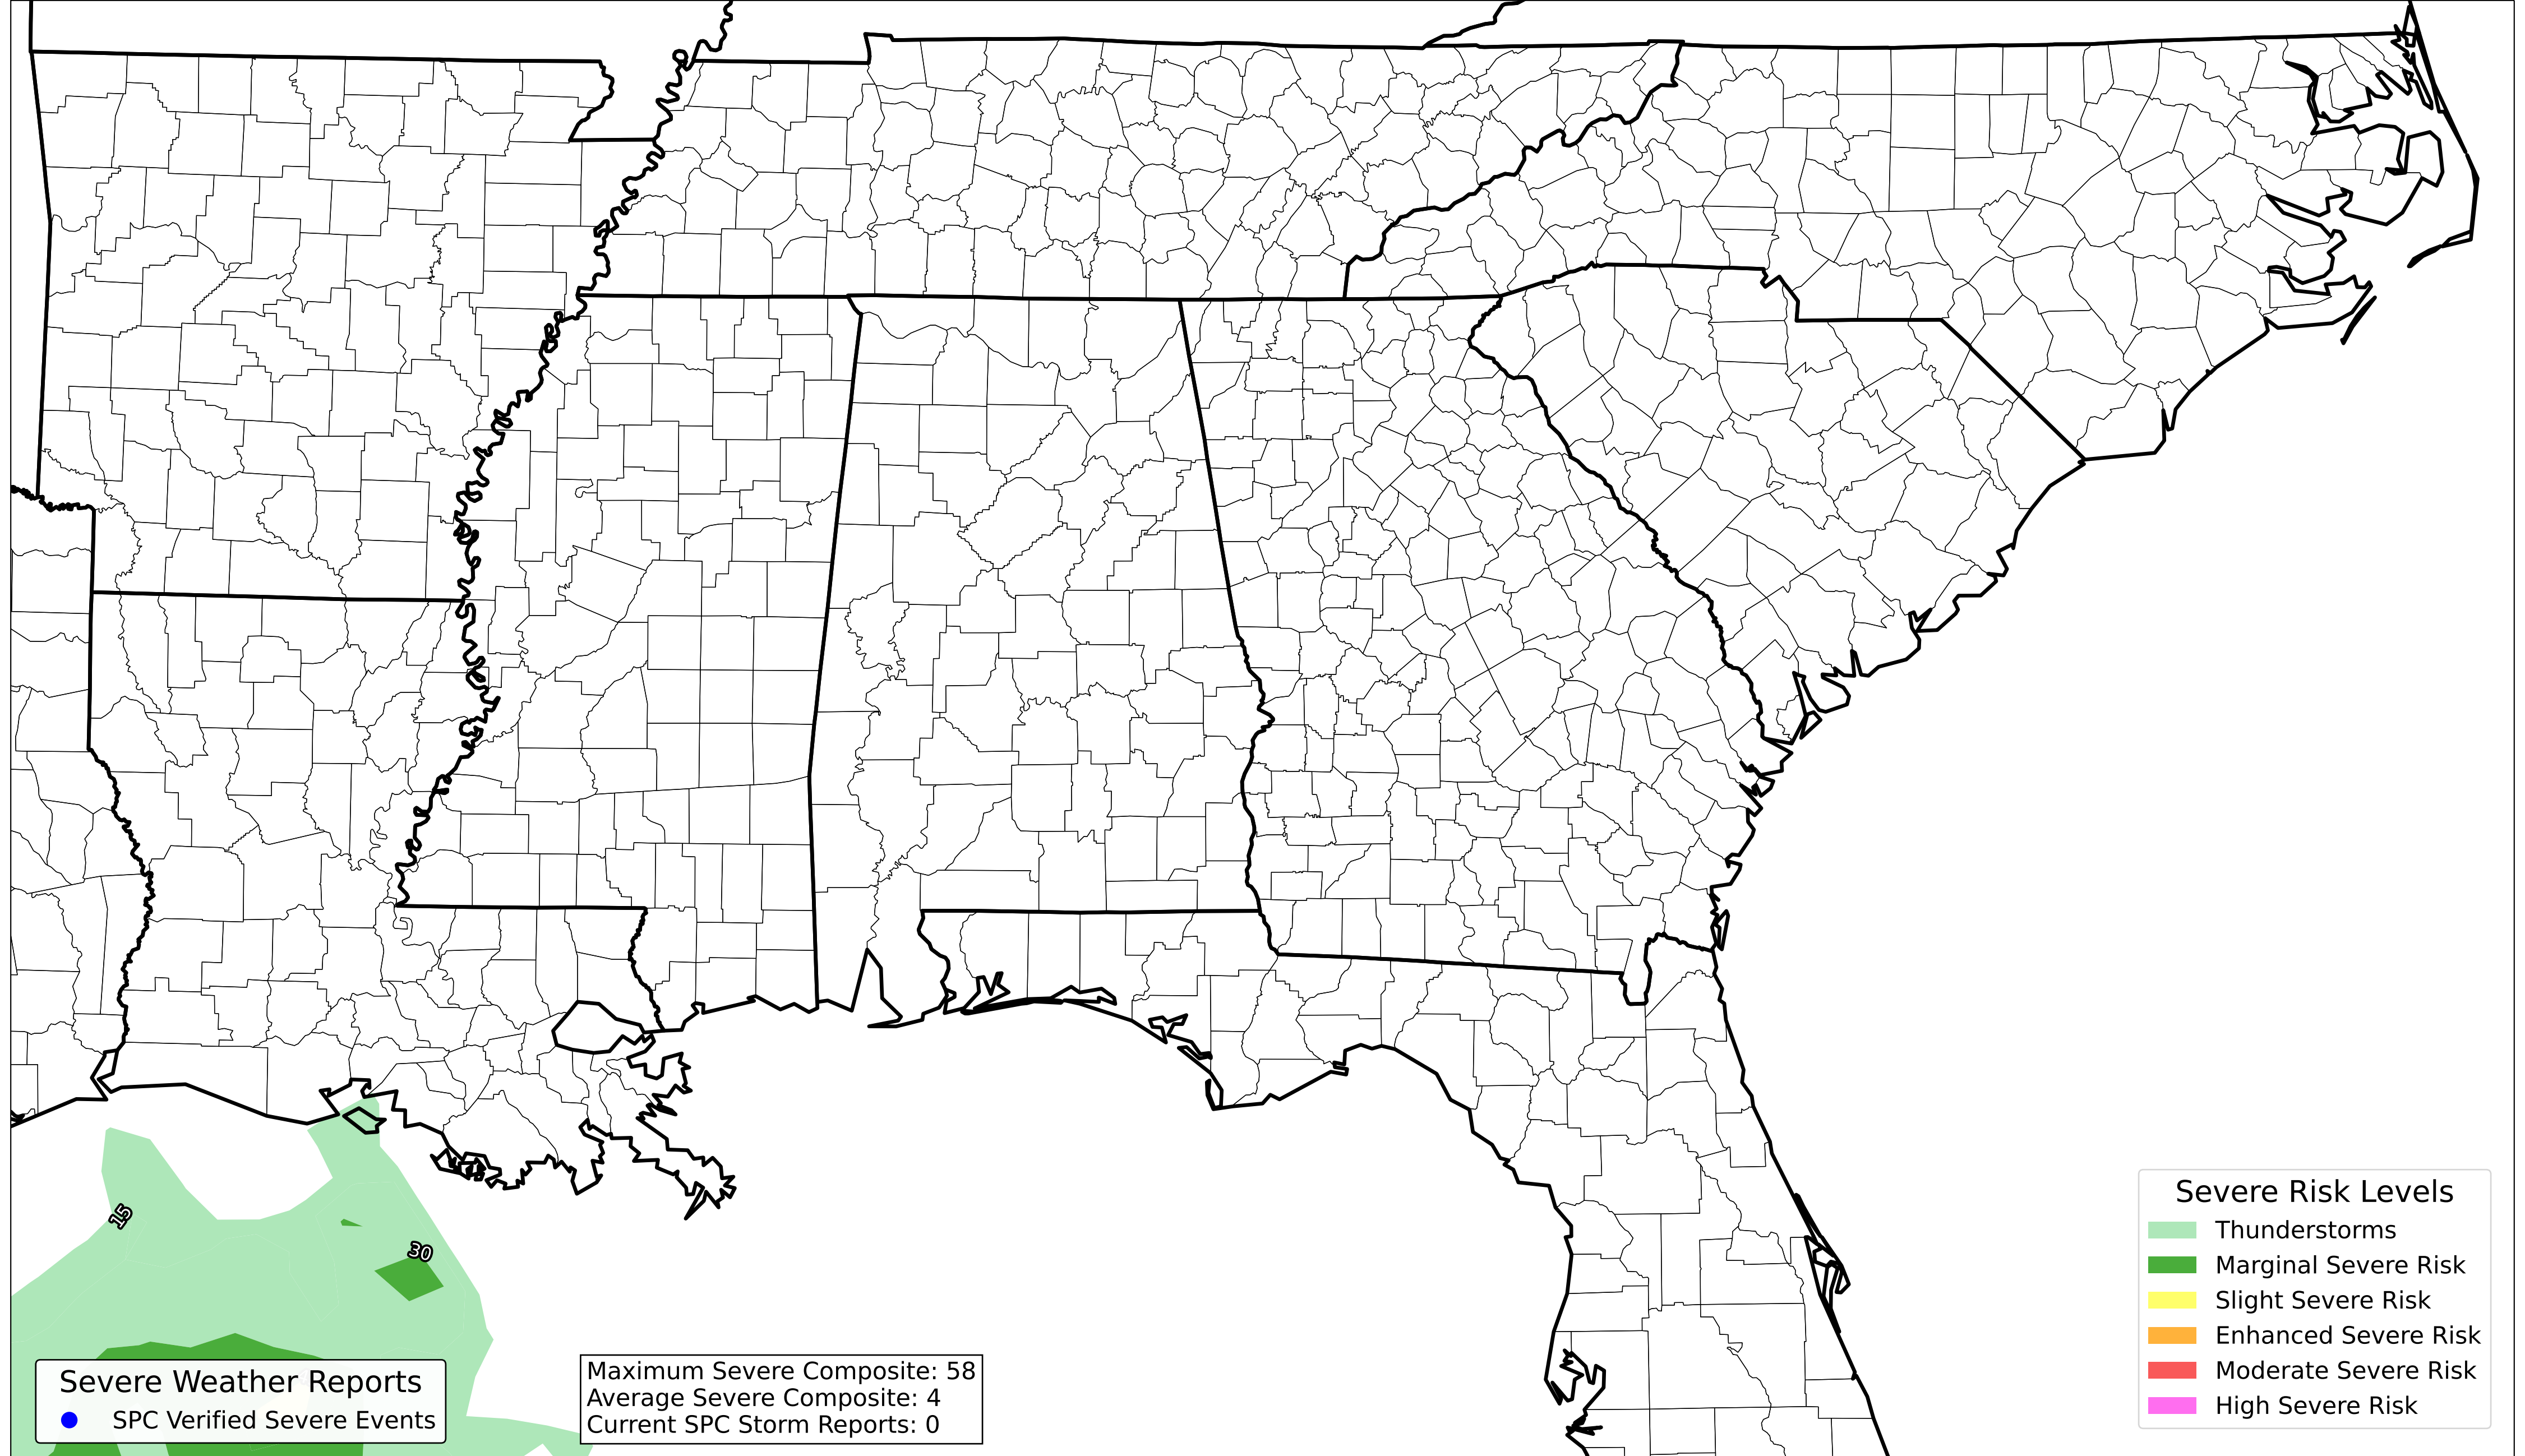 15
30
Severe Weather Reports
SPC Verified Severe Events
Maximum Severe Composite: 58
Average Severe Composite: 4
Current SPC Storm Reports: 0
Severe Risk Levels
Thunderstorms
Marginal Severe Risk
Slight Severe Risk
Enhanced Severe Risk
Moderate Severe Risk
High Severe Risk